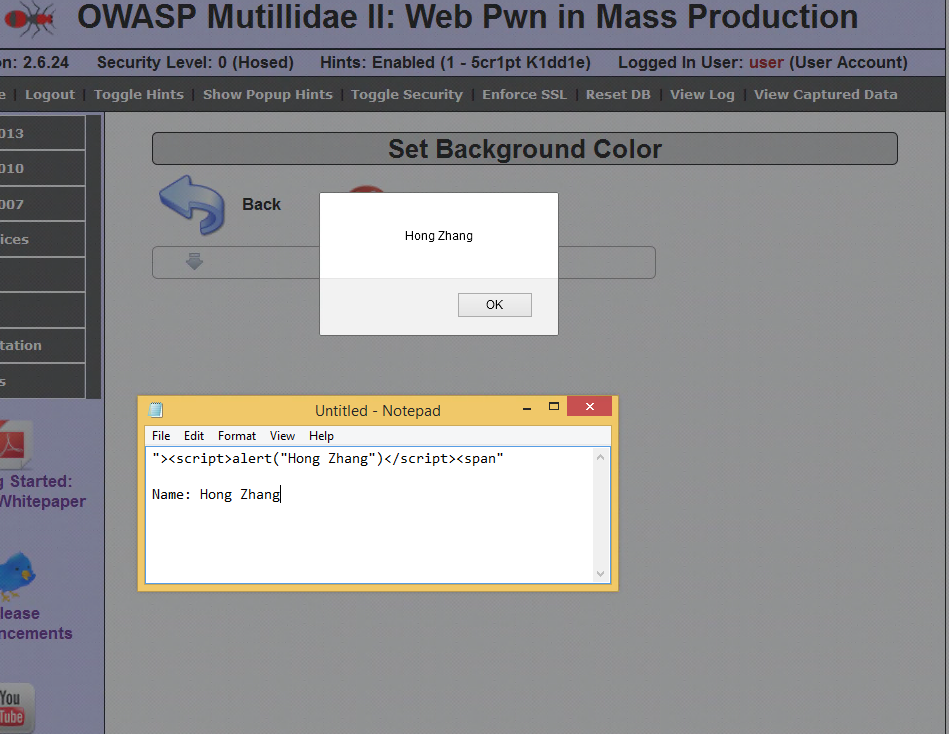 OWASP Mutillidae II: Web Pwn in Mass Production
on: 2.6.24 Security Level: 0 (Hosed) Hints: Enabled (1 - 5cr1pt K1dd1e) Logged In User: user (User Account)
e | Logout | Toggle Hints | Show Popup Hints | Toggle Security | Enforce SSL | Reset DB | View Log | View Captured Data
013
010
007
ices
tation
s
g Started:
Whitepaper
lease
ncements
You
Tube
Set Background Color
Back
Hong Zhang
OK
Untitled - Notepad
File Edit Format View Help
"><script>alert("Hong Zhang")</script><span"
Name: Hong Zhang